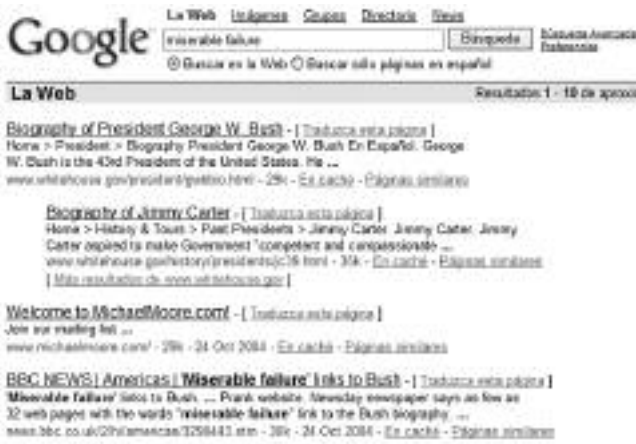 Google
La Web Imágenes Grupos Directorio News
miserable failure
Búsqueda
Búsqueda Avanzada
Preferencias
Buscar en la Web Buscar sólo páginas en español
La Web
Resultados 1 - 10 de aproxi
Biography of President George W. Bush - [ Traduzca esta página ]
Home > President > Biography President George W. Bush En Español. George
W. Bush is the 43rd President of the United States. He ...
www.whitehouse.gov/president/gwbbio.html - 29k - En caché - Páginas similares
Biography of Jimmy Carter - [ Traduzca esta página ]
Home > History & Tours > Past Presidents > Jimmy Carter. Jimmy Carter. Jimmy
Carter aspired to make Government "competent and compassionate ...
www.whitehouse.gov/history/presidents/jc39.html - 35k - En caché - Páginas similares
[ Más resultados de www.whitehouse.gov ]
Welcome to MichaelMoore.com! - [ Traduzca esta página ]
Join our mailing list ...
www.michaelmoore.com/ - 29k - 24 Oct 2004 - En caché - Páginas similares
BBC NEWS | Americas | 'Miserable failure' links to Bush - [ Traduzca esta página ]
'Miserable failure' links to Bush. ... Prank website. Newsday newspaper says as few as
32 web pages with the words "miserable failure" link to the Bush biography. ...
news.bbc.co.uk/2/hi/americas/3298443.stm - 30k - 24 Oct 2004 - En caché - Páginas similares